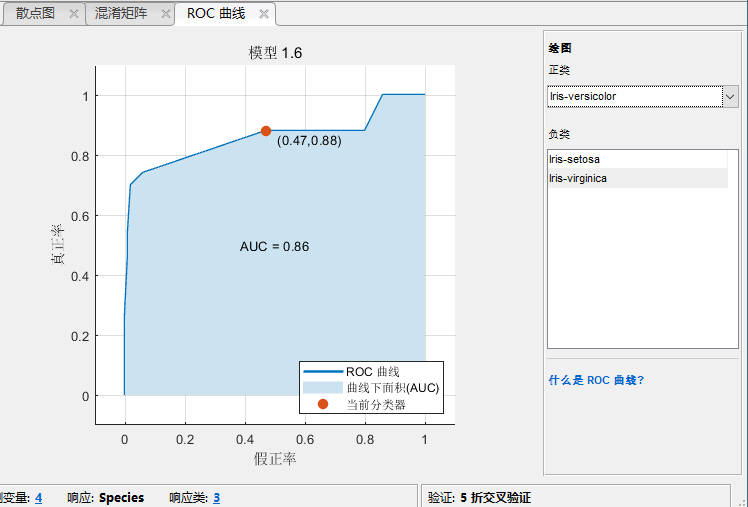 散点图
混淆矩阵
ROC 曲线
模型 1.6
真正率
1
0.8
0.6
0.4
0.2
0
(0.47,0.88)
AUC = 0.86
ROC 曲线
曲线下面积(AUC)
当前分类器
0
0.2
0.4
0.6
0.8
1
假正率
绘图
正类
Iris-versicolor
负类
Iris-setosa
Iris-virginica
什么是 ROC 曲线?
变量: 4 响应: Species 响应类: 3
验证: 5 折交叉验证